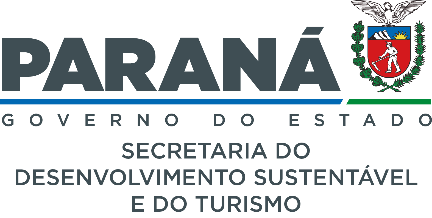 PARANÁ
GOVERNO DO ESTADO
SECRETARIA DO
DESENVOLVIMENTO SUSTENTÁVEL
E DO TURISMO